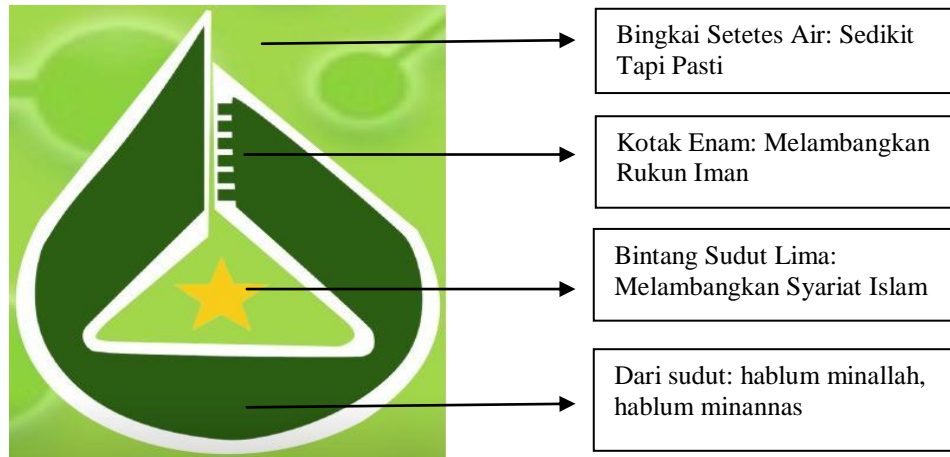 Bingkai Setetes Air: Sedikit
Tapi Pasti
Kotak Enam: Melambangkan
Rukun Iman
Bintang Sudut Lima:
Melambangkan Syariat Islam
Dari sudut: hablum minallah,
hablum minannas